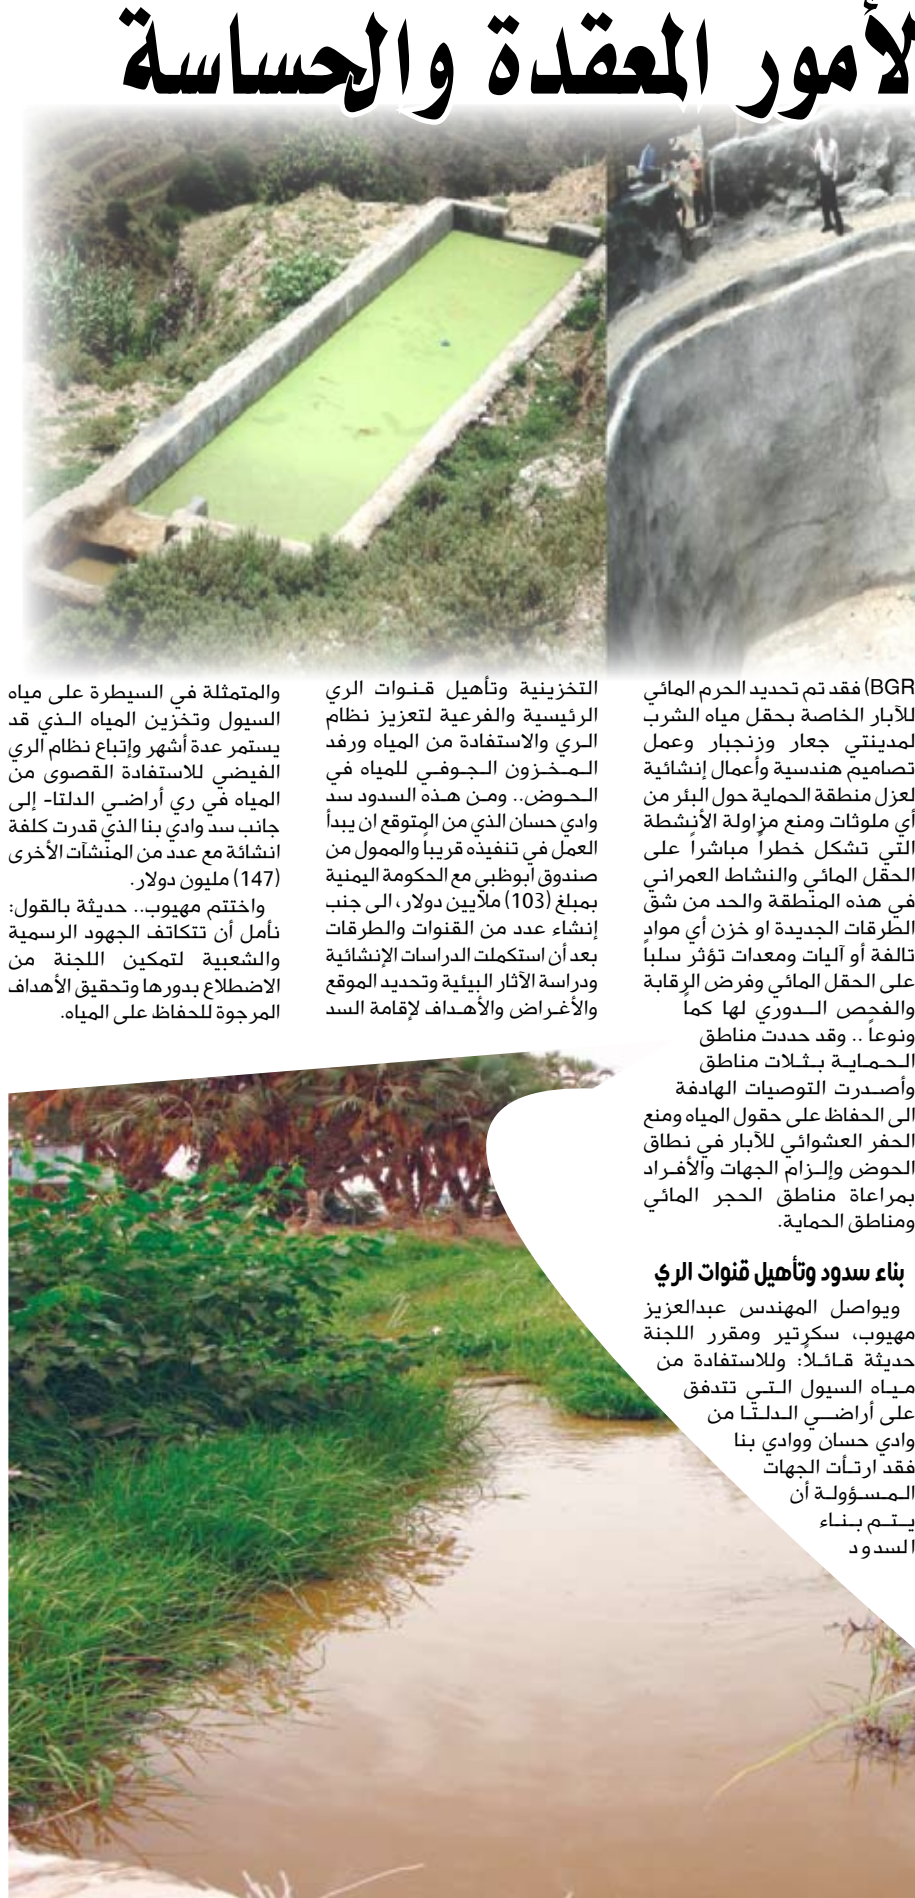 لأمور المعقدة والحساسة
BGR) فقد تم تحديد الحرم المائي
للآبار الخاصة بحقل مياه الشرب
لمدينتي جعار وزنجبار وعمل
تصاميم هندسية وأعمال إنشائية
لعزل منطقة الحماية حول البئر من
أي ملوثات ومنع مزاولة الأنشطة
التي تشكل خطراً مباشراً على
الحقل المائي والنشاط العمراني
في هذه المنطقة والحد من شق
الطرقات الجديدة او خزن أي مواد
تالفة أو آليات ومعدات تؤثر سلباً
على الحقل المائي وفرض الرقابة
والفحص الــدوري لها كماً
ونوعاً .. وقد حددت مناطق
الحماية بثلاث مناطق
وأصدرت التوصيات الهادفة
الى الحفاظ على حقول المياه ومنع
الحفر العشوائي للآبار في نطاق
الحوض وإلزام الجهات والأفراد
بمراعاة مناطق الحجر المائي
ومناطق الحماية.
بناء سدود وتأهيل قنوات الري
ويواصل المهندس عبدالعزيز
مهيوب، سكرتير ومقرر اللجنة
حديثة قائلاً: وللاستفادة من
مياه السيول التي تتدفق
على أراضي الدلتا من
وادي حسان ووادي بنا
فقد ارتأت الجهات
المسؤولة أن
يتم بناء
السدود
التخزينية وتأهيل قنوات الري
الرئيسية والفرعية لتعزيز نظام
الري والاستفادة من المياه ورفد
المخزون الجوفي للمياه في
الحوض.. ومن هذه السدود سد
وادي حسان الذي من المتوقع ان يبدأ
العمل في تنفيذه قريباً والممول من
صندوق ابوظبي مع الحكومة اليمنية
بمبلغ (103) ملايين دولار، الى جنب
إنشاء عدد من القنوات والطرقات
بعد أن استكملت الدراسات الإنشائية
ودراسة الآثار البيئية وتحديد الموقع
والأغراض والأهداف لإقامة السد
والمتمثلة في السيطرة على مياه
السيول وتخزين المياه الذي قد
يستمر عدة أشهر وإتباع نظام الري
الفيضي للاستفادة القصوى من
المياه في ري أراضي الدلتا- إلى
جانب سد وادي بنا الذي قدرت كلفة
انشائة مع عدد من المنشآت الأخرى
(147) مليون دولار.
واختتم مهيوب.. حديثة بالقول:
نأمل أن تتكاتف الجهود الرسمية
والشعبية لتمكين اللجنة من
الاضطلاع بدورها وتحقيق الأهداف
المرجوة للحفاظ على المياه.